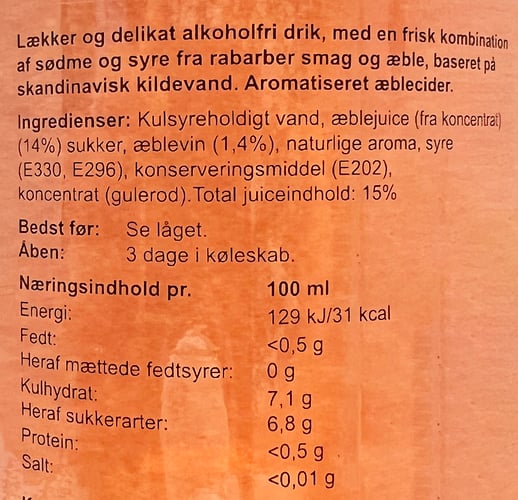 Lækker og delikat alkoholfri drik, med en frisk kombination
af sødme og syre fra rabarber smag og æble, baseret på
skandinavisk kildevand. Aromatiseret æblecider.
Ingredienser: Kulsyreholdigt vand, æblejuice (fra koncentrat)
(14%) sukker, æblevin (1,4%), naturlige aroma, syre
(E330, E296), konserveringsmiddel (E202),
koncentrat (gulerod).Total juiceindhold: 15%
Bedst før: Se låget.
Åben: 3 dage i køleskab.
Næringsindhold pr. 100 ml
Energi: 129 kJ/31 kcal
Fedt: <0,5 g
Heraf mættede fedtsyrer: 0 g
Kulhydrat: 7,1 g
Heraf sukkerarter: 6,8 g
Protein: <0,5 g
Salt: <0,01 g